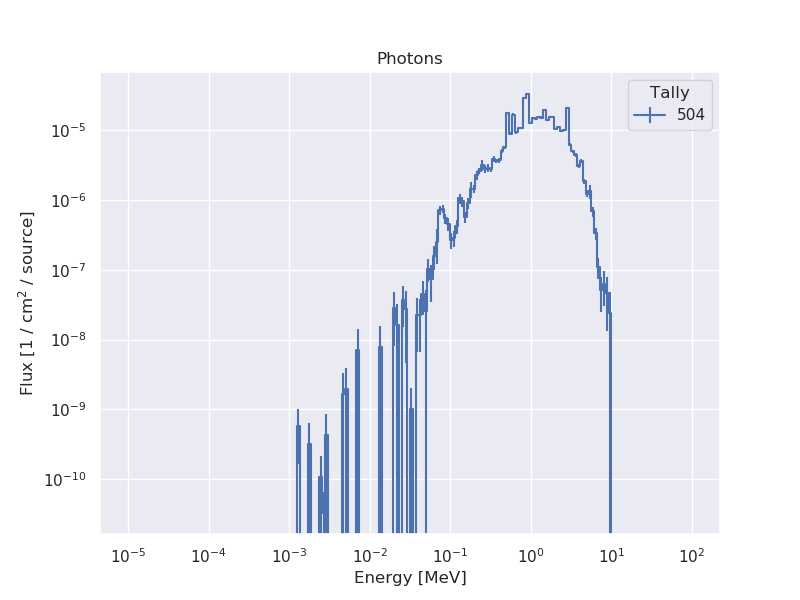 Photons
Tally
504
10⁻⁵
10⁻⁶
10⁻⁷
10⁻⁸
10⁻⁹
10⁻¹⁰
Flux [1 / cm² / source]
10⁻⁵ 10⁻⁴ 10⁻³ 10⁻² 10⁻¹ 10⁰ 10¹ 10²
Energy [MeV]